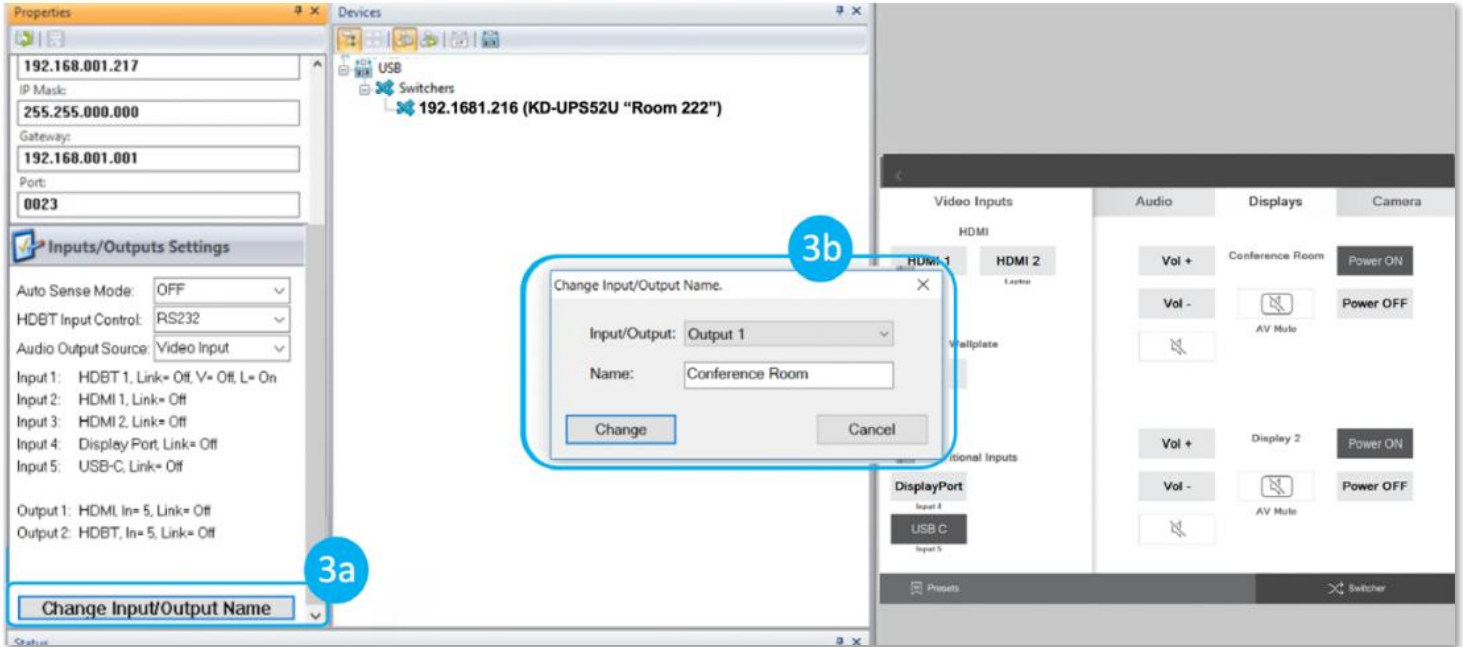 Properties
192.168.001.217
IP Mask:
255.255.000.000
Gateway:
192.168.001.001
Port:
0023
Inputs/Outputs Settings
Auto Sense Mode: OFF
HDBT Input Control: RS232
Audio Output Source: Video Input
Input 1: HDBT 1, Link= Off, V= Off, L= On
Input 2: HDMI 1, Link= Off
Input 3: HDMI 2, Link= Off
Input 4: Display Port, Link= Off
Input 5: USB-C, Link= Off
Output 1: HDMI, In= 5, Link= Off
Output 2: HDBT, In= 5, Link= Off
3a
Change Input/Output Name
Status
Devices
USB
Switchers
192.1681.216 (KD-UPS52U “Room 222”)
3b
Change Input/Output Name.
Input/Output: Output 1
Name: Conference Room
Change Cancel
Video Inputs
HDMI
HDMI 1 HDMI 2
Laptop
Wallplate
Inputs
DisplayPort
Input 4
USB C
Input 5
Audio Displays Camera
Vol + Conference Room Power ON
Vol - Power OFF
AV Mute
Vol + Display 2 Power ON
Vol - Power OFF
AV Mute
Presets Switcher